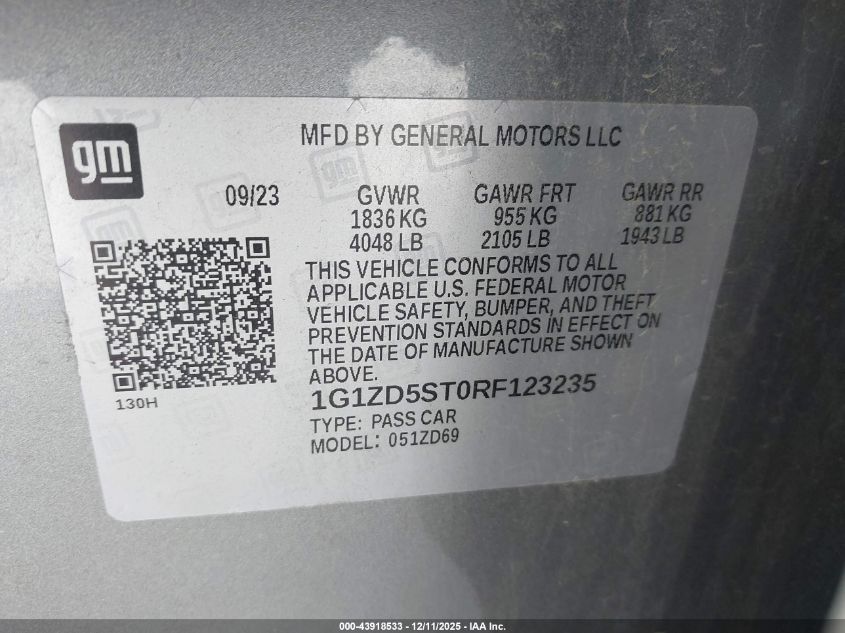 gm
MFD BY GENERAL MOTORS LLC
09/23
GVWR
1836 KG
4048 LB
GAWR FRT
955 KG
2105 LB
GAWR RR
881 KG
1943 LB
THIS VEHICLE CONFORMS TO ALL
APPLICABLE U.S. FEDERAL MOTOR
VEHICLE SAFETY, BUMPER, AND THEFT
PREVENTION STANDARDS IN EFFECT ON
THE DATE OF MANUFACTURE SHOWN
ABOVE.
130H
1G1ZD5ST0RF123235
TYPE: PASS CAR
MODEL: 051ZD69
000-43918533 - 12/11/2025 - IAA Inc.